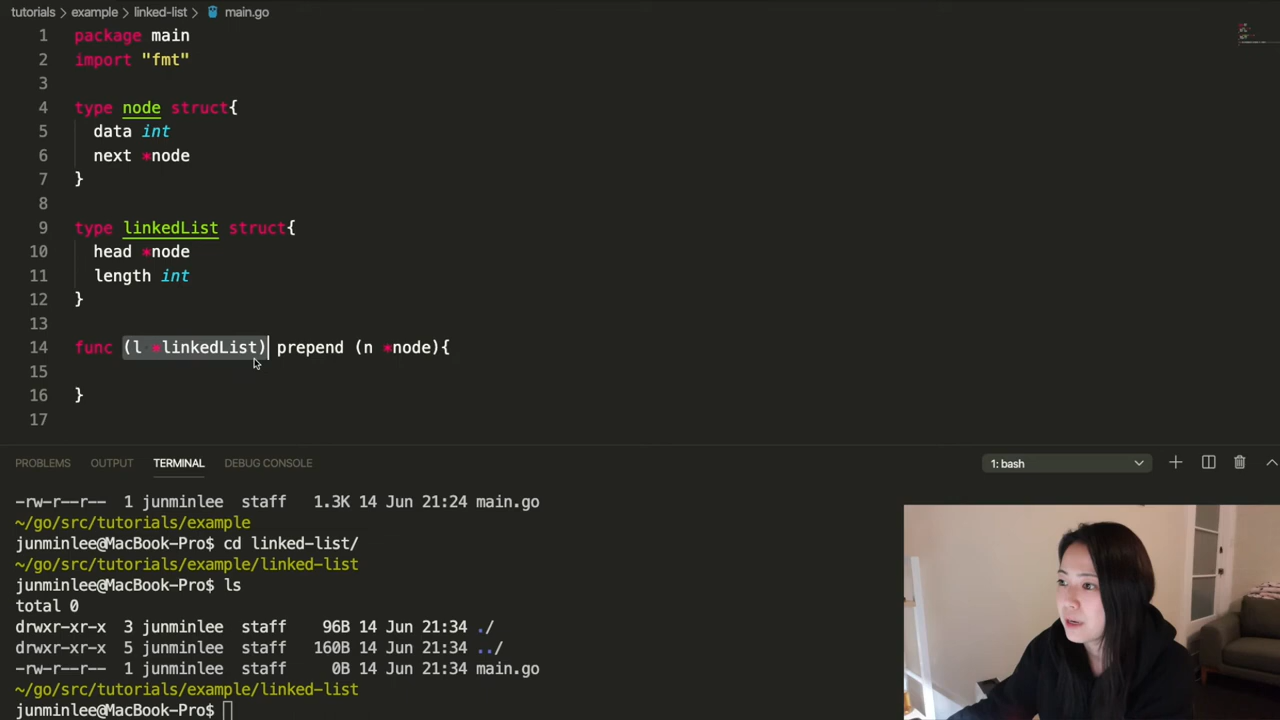 tutorials > example > linked-list > main.go
1 package main
2 import "fmt"
3
4 type node struct{
5 data int
6 next *node
7 }
8
9 type linkedList struct{
10 head *node
11 length int
12 }
13
14 func (l *linkedList) prepend (n *node){
15
16 }
17
PROBLEMS OUTPUT TERMINAL DEBUG CONSOLE 1: bash
-rw-r--r-- 1 junminlee staff 1.3K 14 Jun 21:24 main.go
~/go/src/tutorials/example
junminlee@MacBook-Pro$ cd linked-list/
~/go/src/tutorials/example/linked-list
junminlee@MacBook-Pro$ ls
total 0
drwxr-xr-x 3 junminlee staff 96B 14 Jun 21:34 ./
drwxr-xr-x 5 junminlee staff 160B 14 Jun 21:34 ../
-rw-r--r-- 1 junminlee staff 0B 14 Jun 21:34 main.go
~/go/src/tutorials/example/linked-list
junminlee@MacBook-Pro$